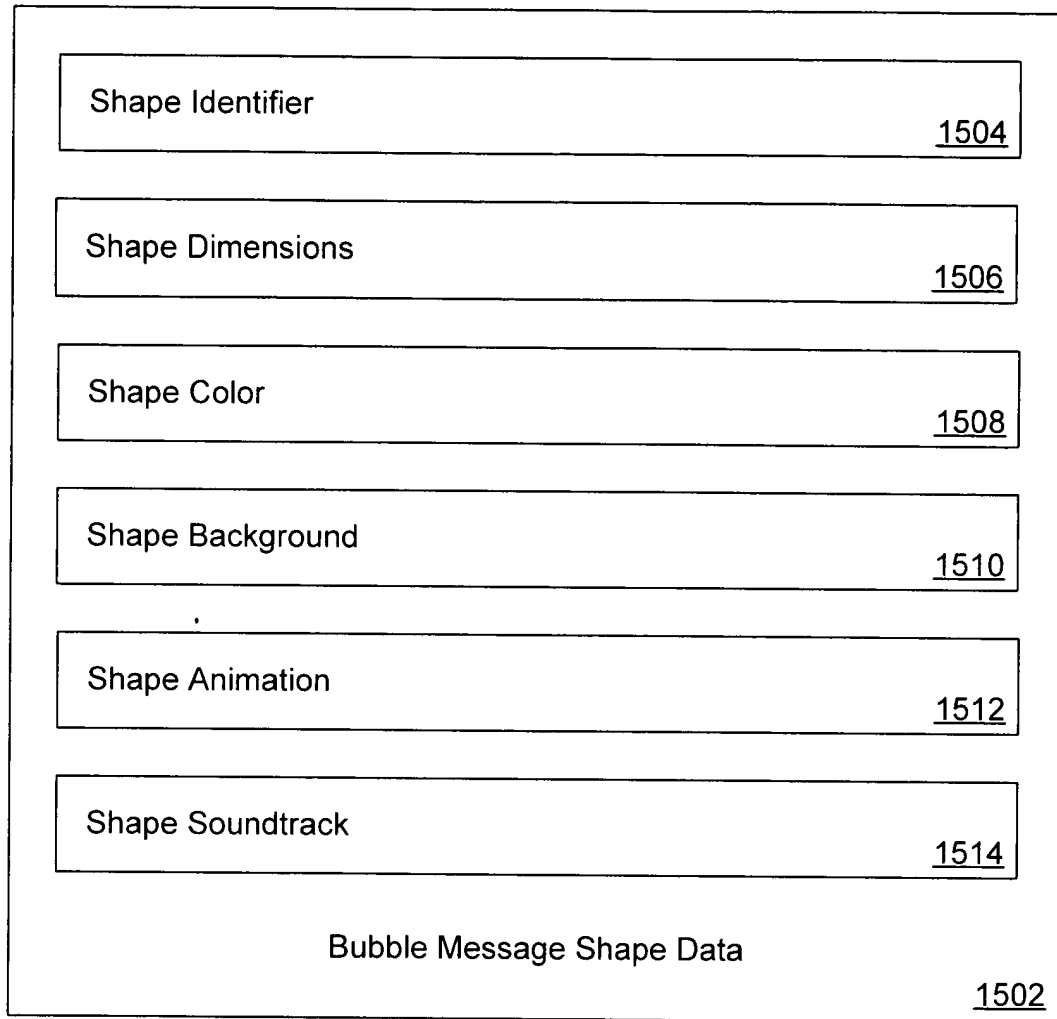 Shape Identifier
1504
Shape Dimensions
1506
Shape Color
1508
Shape Background
1510
Shape Animation
1512
Shape Soundtrack
1514
Bubble Message Shape Data
1502